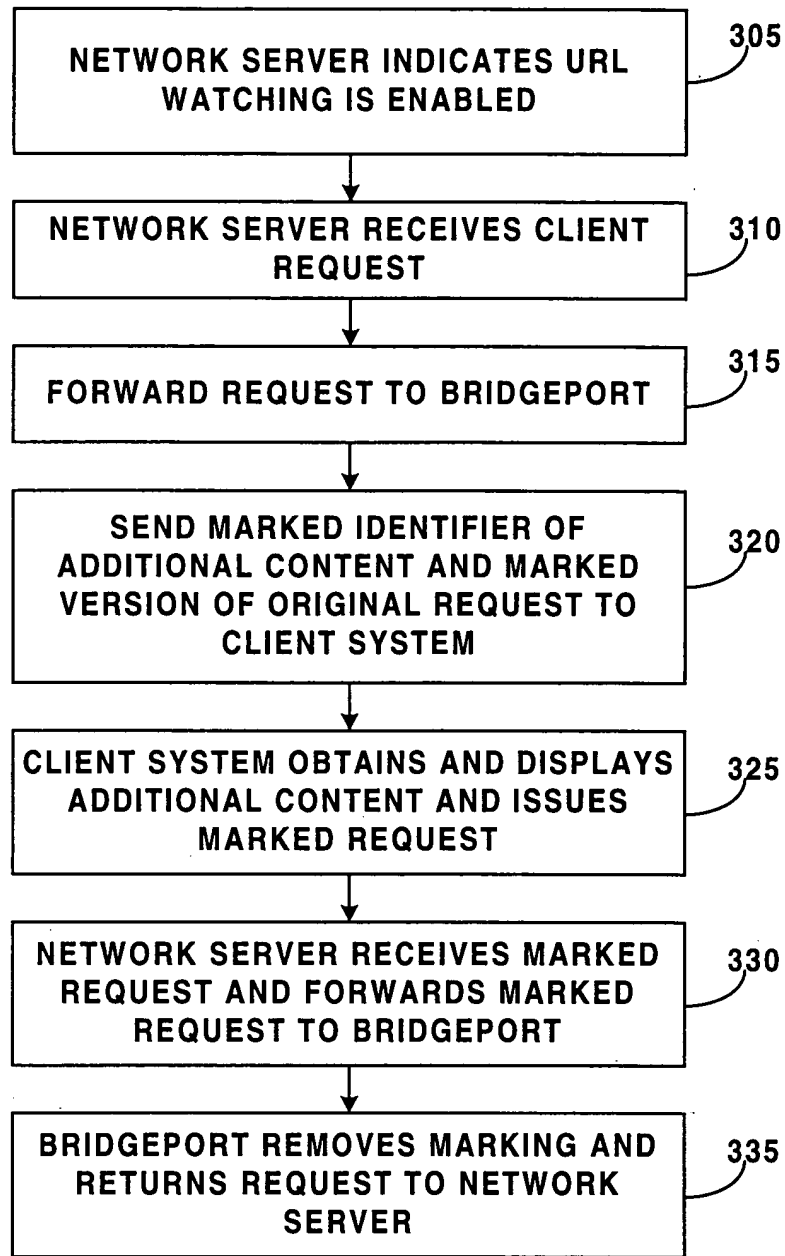 NETWORK SERVER INDICATES URL
WATCHING IS ENABLED
305
NETWORK SERVER RECEIVES CLIENT
REQUEST
310
FORWARD REQUEST TO BRIDGEPORT
315
SEND MARKED IDENTIFIER OF
ADDITIONAL CONTENT AND MARKED
VERSION OF ORIGINAL REQUEST TO
CLIENT SYSTEM
320
CLIENT SYSTEM OBTAINS AND DISPLAYS
ADDITIONAL CONTENT AND ISSUES
MARKED REQUEST
325
NETWORK SERVER RECEIVES MARKED
REQUEST AND FORWARDS MARKED
REQUEST TO BRIDGEPORT
330
BRIDGEPORT REMOVES MARKING AND
RETURNS REQUEST TO NETWORK
SERVER
335